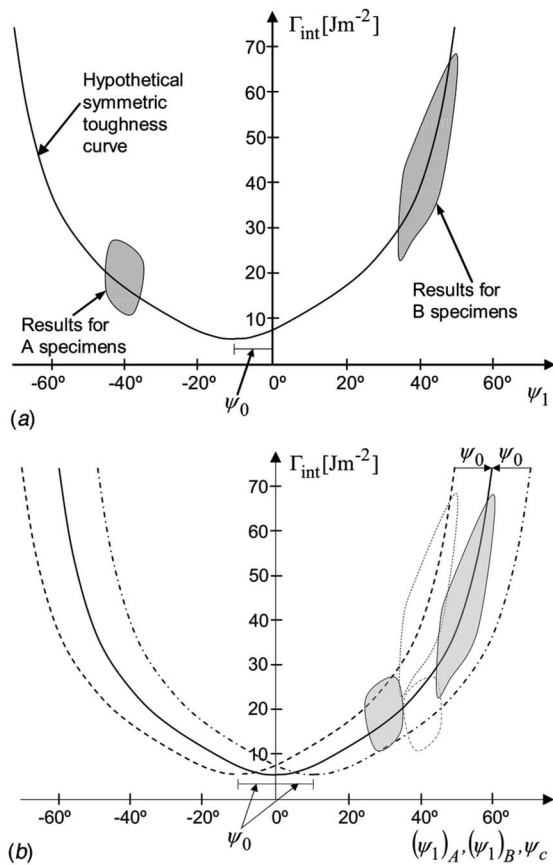 Γint[Jm-2]
70
60
50
40
30
20
10
Hypothetical
symmetric
toughness
curve
Results for
A specimens
Results for
B specimens
-60º -40º -20º 0º 20º 40º 60º
ψ0
ψ1
(a)
Γint[Jm-2]
ψ0 ψ0
70
60
50
40
30
20
10
-60º -40º -20º 0º 20º 40º 60º
ψ0
(ψ1)A,(ψ1)B,ψc
(b)